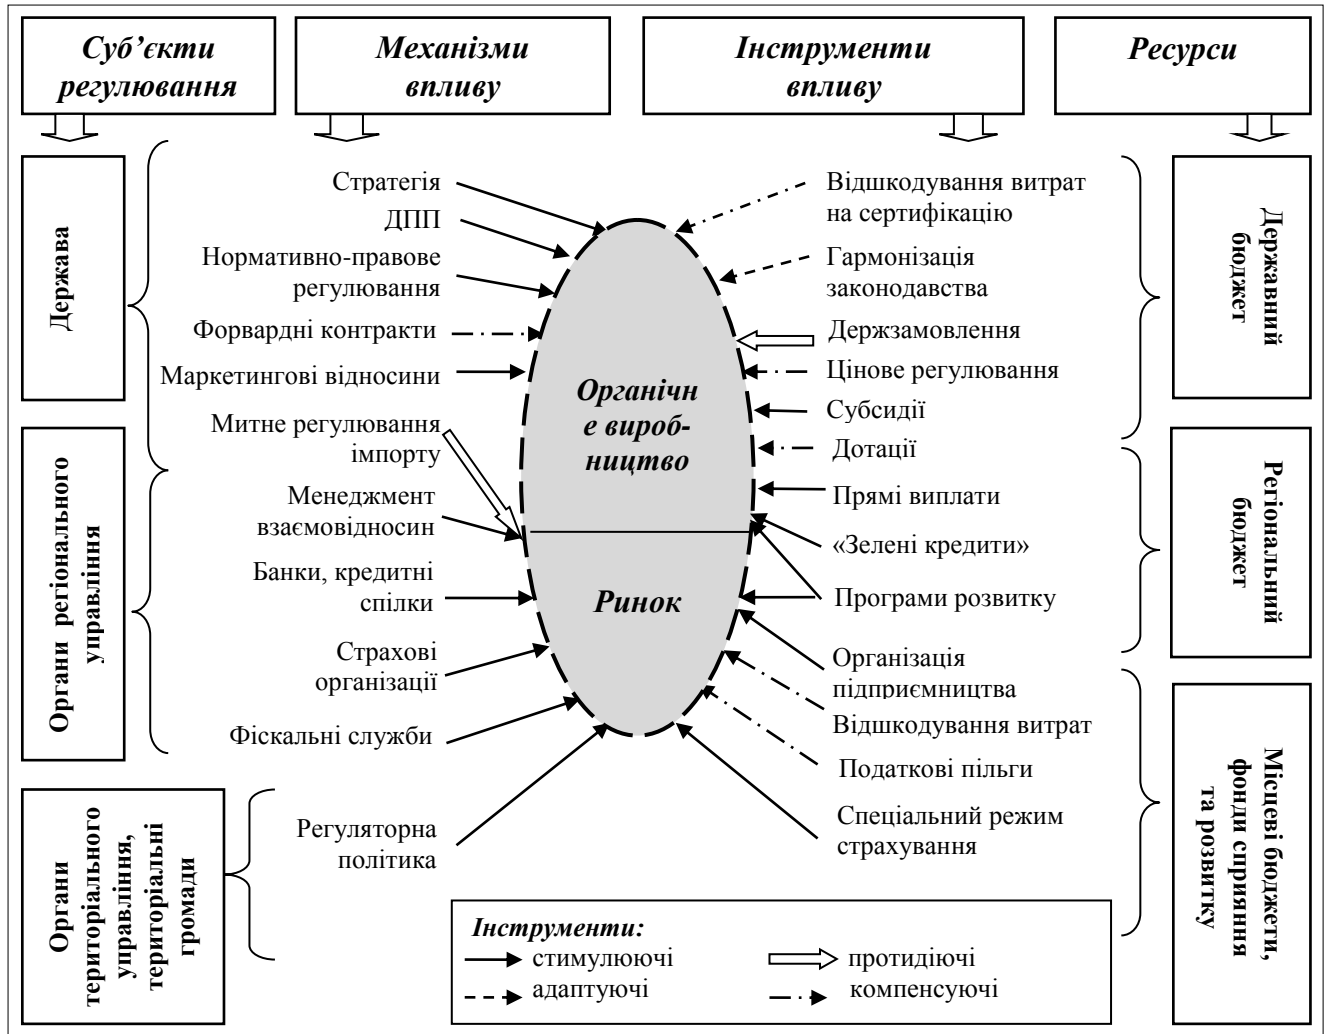 Суб’єкти
регулювання
Механізми
впливу
Інструменти
впливу
Ресурси
Держава
Органи регіонального
управління
Органи
територіального
управління,
територіальні
громади
Стратегія
ДПП
Нормативно-правове
регулювання
Форвардні контракти
Маркетингові відносини
Митне регулювання
імпорту
Менеджмент
взаємовідносин
Банки, кредитні
спілки
Страхові
організації
Фіскальні служби
Регуляторна
політика
Органічн
е вироб-
ництво
Ринок
Відшкодування витрат
на сертифікацію
Гармонізація
законодавства
Держзамовлення
Цінове регулювання
Субсидії
Дотації
Прямі виплати
«Зелені кредити»
Програми розвитку
Організація
підприємництва
Відшкодування витрат
Податкові пільги
Спеціальний режим
страхування
Державний
бюджет
Регіональний
бюджет
Місцеві бюджети,
фонди сприяння
та розвитку
Інструменти:
стимулюючі
протидіючі
адаптуючі
компенсуючі